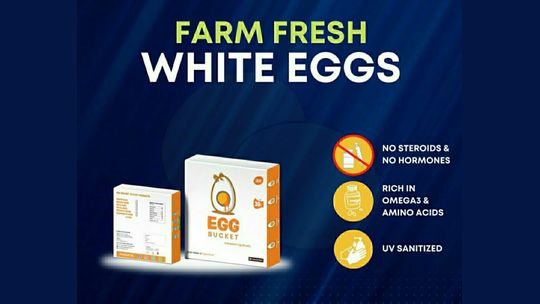 FARM FRESH
WHITE EGGS
NO STEROIDS &
NO HORMONES
RICH IN
OMEGA3 &
AMINO ACIDS
UV SANITIZED
EGG
BUCKET